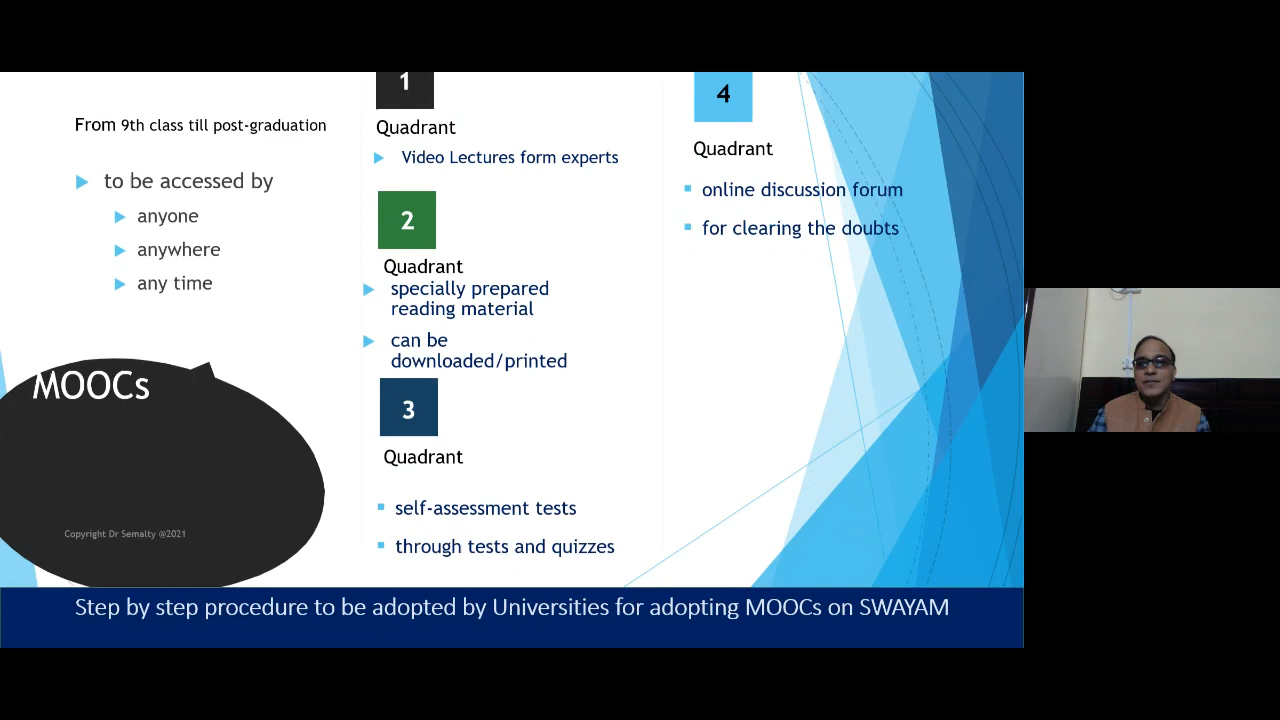 From 9th class till post-graduation
to be accessed by
anyone
anywhere
any time
MOOCs
Copyright Dr Semalty @2021
1
Quadrant
Video Lectures form experts
2
Quadrant
specially prepared
reading material
can be
downloaded/printed
3
Quadrant
self-assessment tests
through tests and quizzes
4
Quadrant
online discussion forum
for clearing the doubts
Step by step procedure to be adopted by Universities for adopting MOOCs on SWAYAM